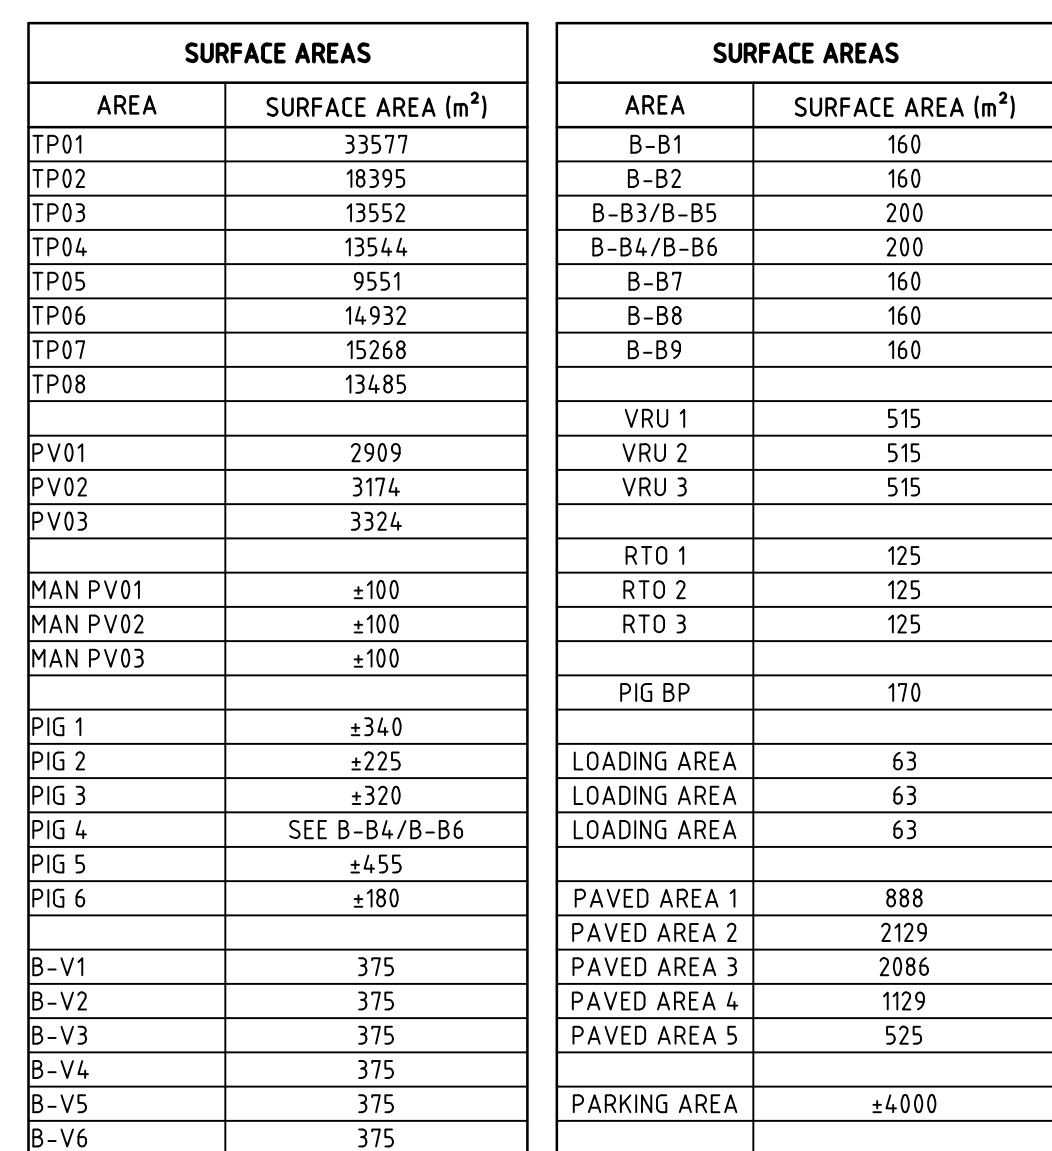 SURFACE AREAS
AREA SURFACE AREA (m²)
TP01 33577
TP02 18395
TP03 13552
TP04 13544
TP05 9551
TP06 14932
TP07 15268
TP08 13485
PV01 2909
PV02 3174
PV03 3324
MAN PV01 ±100
MAN PV02 ±100
MAN PV03 ±100
PIG 1 ±340
PIG 2 ±225
PIG 3 ±320
PIG 4 SEE B-B4/B-B6
PIG 5 ±455
PIG 6 ±180
B-V1 375
B-V2 375
B-V3 375
B-V4 375
B-V5 375
B-V6 375
SURFACE AREAS
AREA SURFACE AREA (m²)
B-B1 160
B-B2 160
B-B3/B-B5 200
B-B4/B-B6 200
B-B7 160
B-B8 160
B-B9 160
VRU 1 515
VRU 2 515
VRU 3 515
RTO 1 125
RTO 2 125
RTO 3 125
PIG BP 170
LOADING AREA 63
LOADING AREA 63
LOADING AREA 63
PAVED AREA 1 888
PAVED AREA 2 2129
PAVED AREA 3 2086
PAVED AREA 4 1129
PAVED AREA 5 525
PARKING AREA ±4000